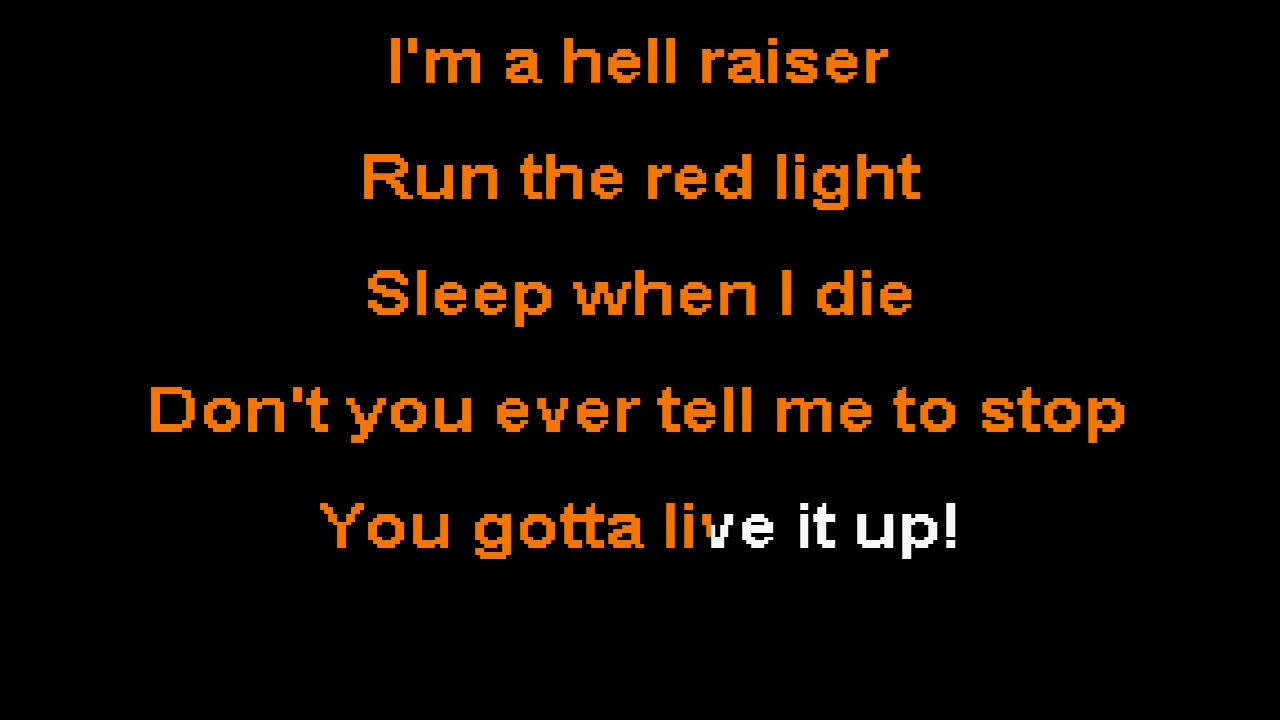 I'm a hell raiser
Run the red light
Sleep when I die
Don't you ever tell me to stop
You gotta live it up!